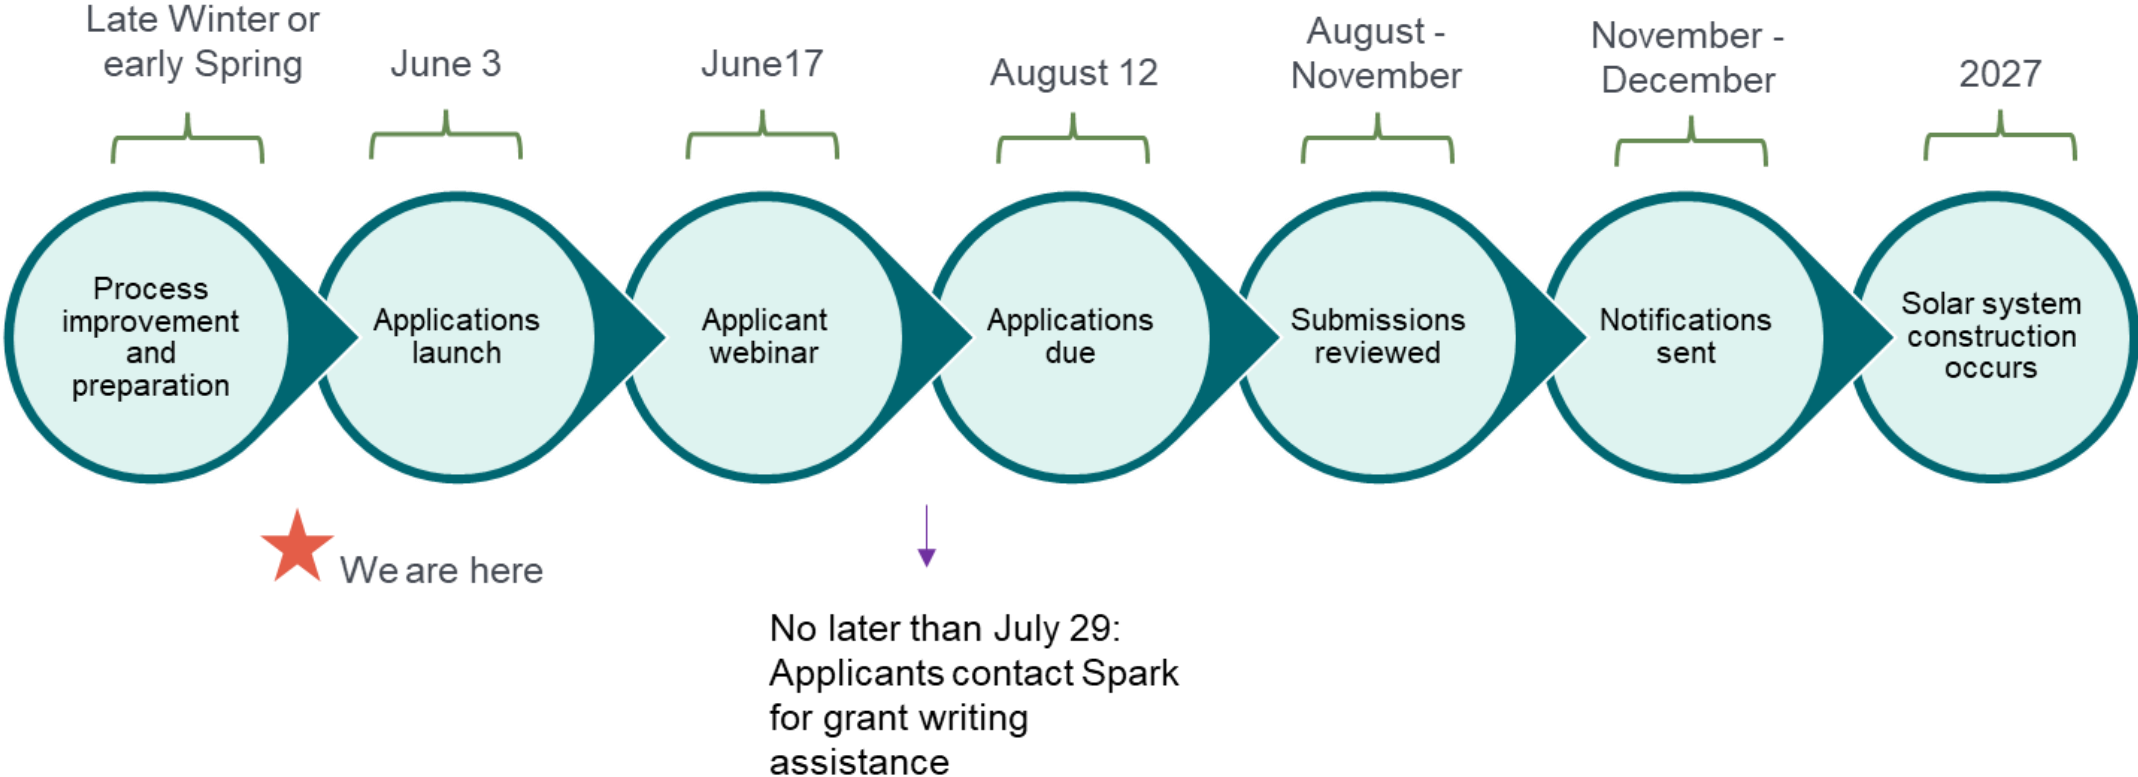 Late Winter or
early Spring
June 3
June17
August 12
August -
November
November -
December
2027
Process
improvement
and
preparation
Applications
launch
Applicant
webinar
Applications
due
Submissions
reviewed
Notifications
sent
Solar system
construction
occurs
We are here
No later than July 29:
Applicants contact Spark
for grant writing
assistance